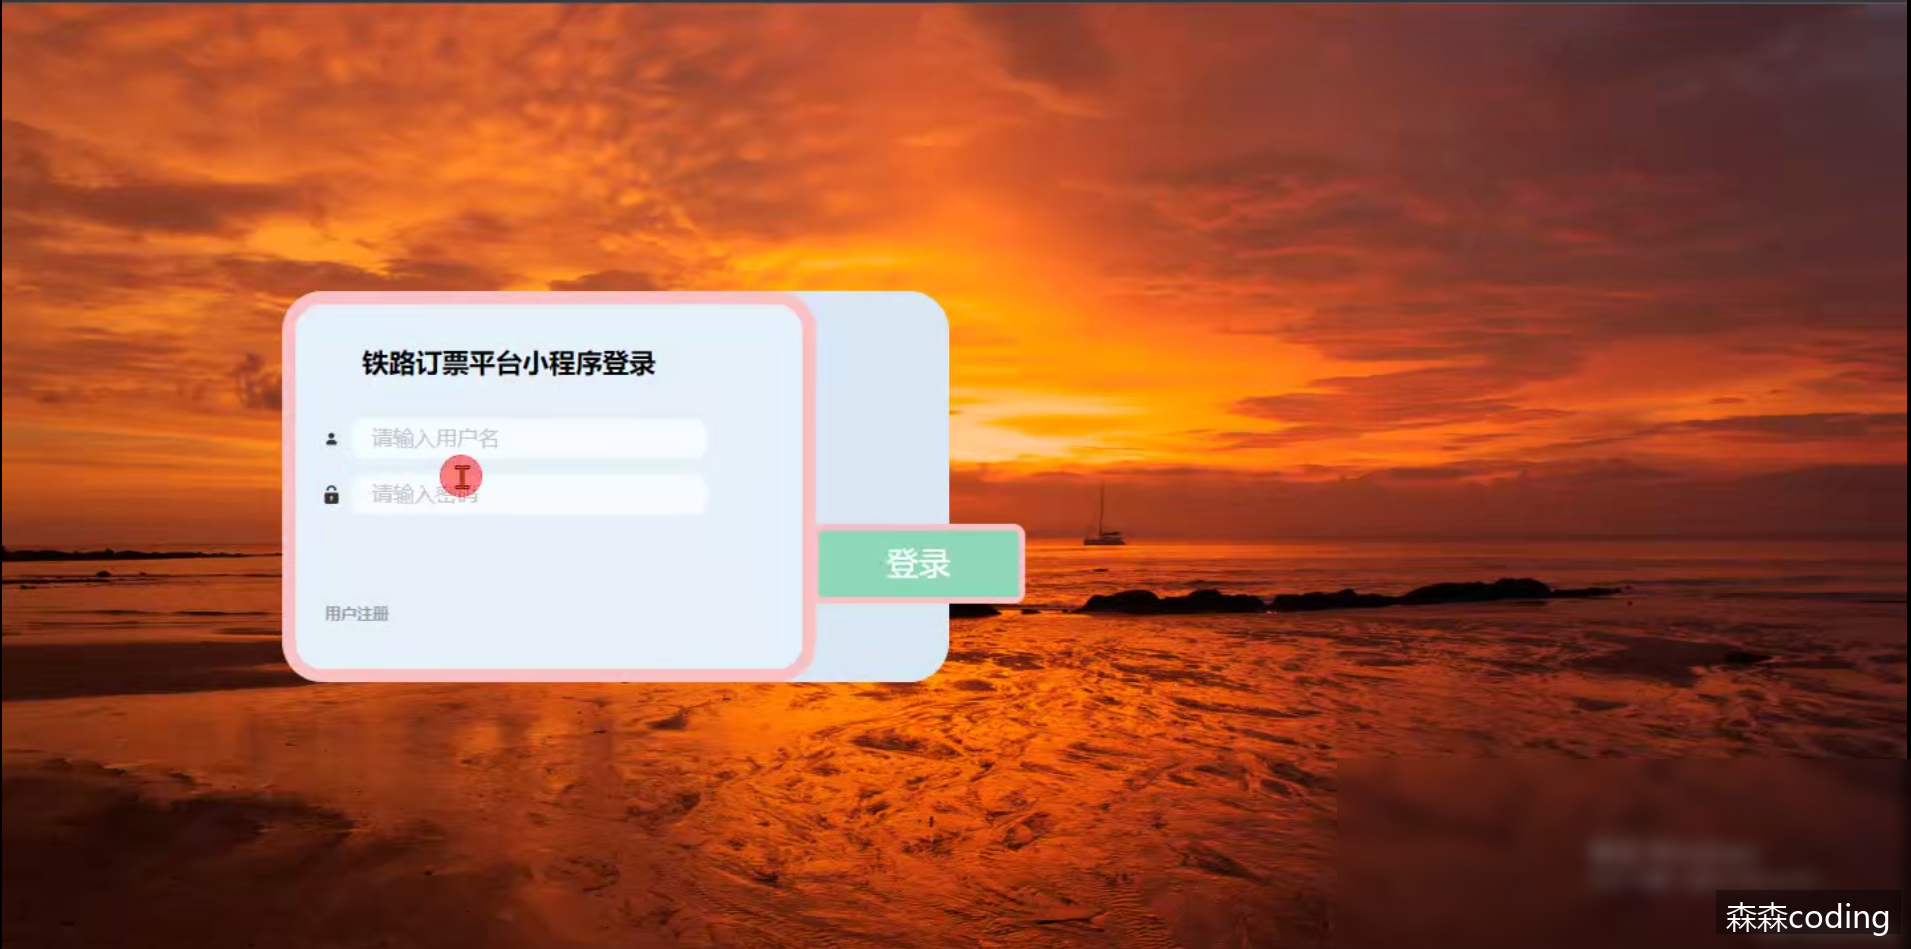 铁路订票平台小程序登录
请输入用户名
请输入密码
登录
用户注册
森森coding